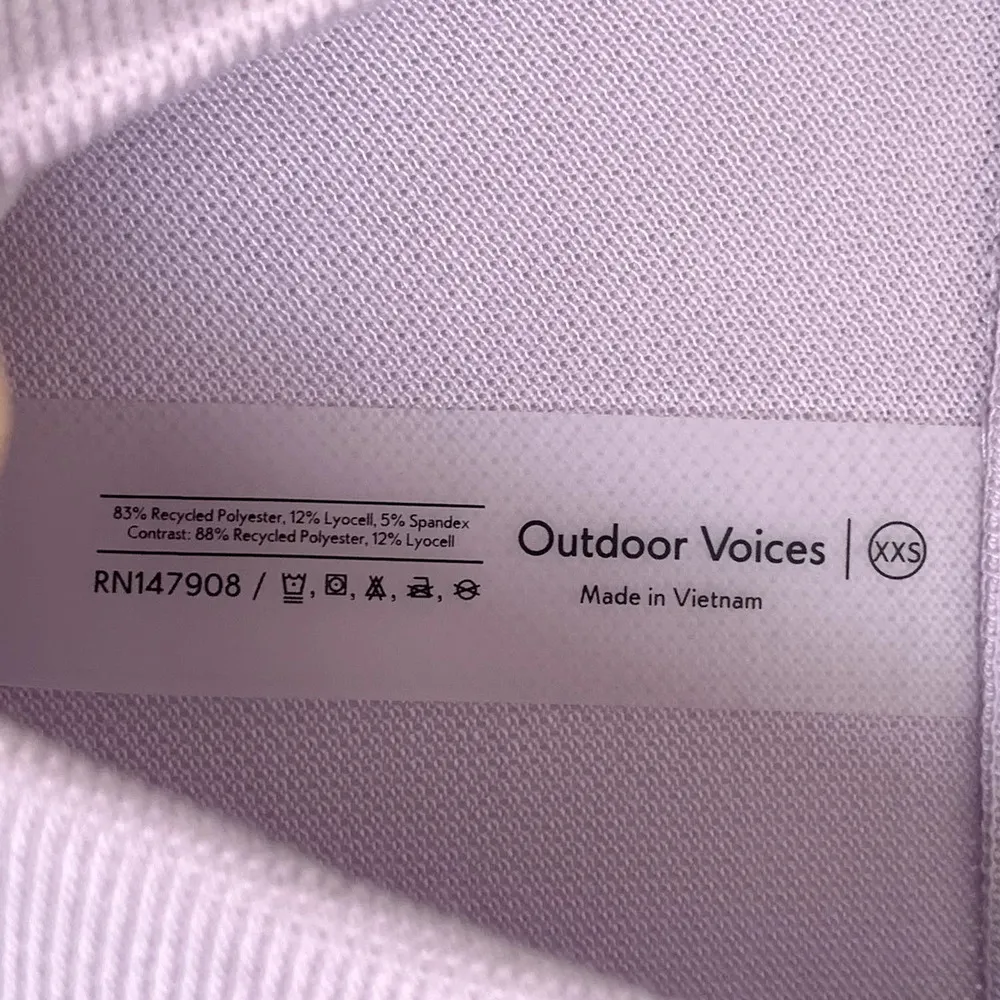 83% Recycled Polyester, 12% Lyocell, 5% Spandex
Contrast: 88% Recycled Polyester, 12% Lyocell
RN147908 /
Outdoor Voices | XXS
Made in Vietnam